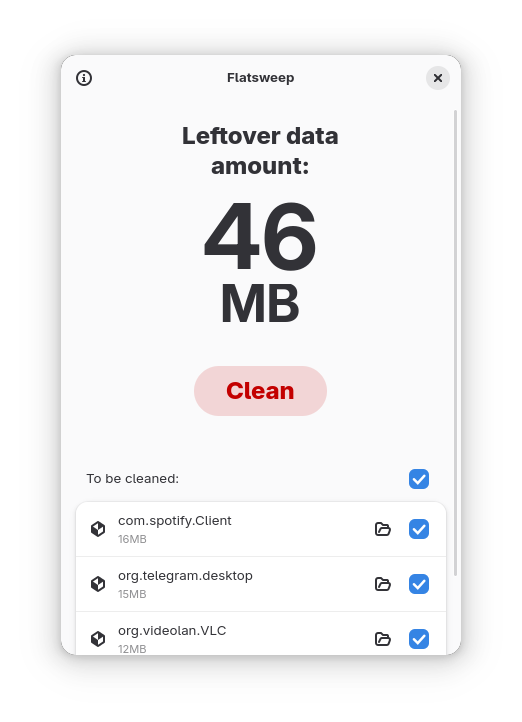 Flatsweep
Leftover data
amount:
46
MB
Clean
To be cleaned:
com.spotify.Client
16MB
org.telegram.desktop
15MB
org.videolan.VLC
12MB